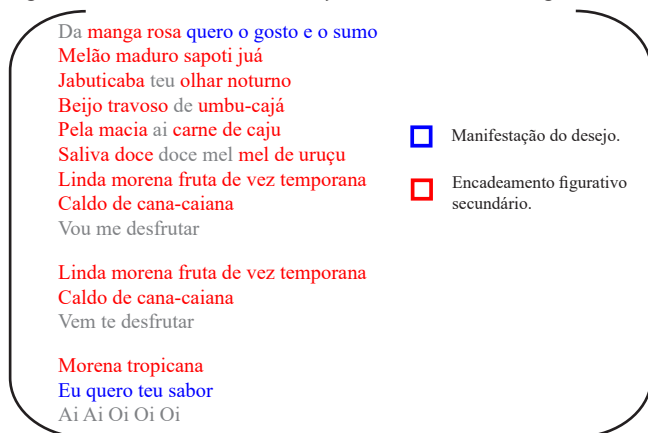 Da manga rosa quero o gosto e o sumo
Melão maduro sapoti juá
Jabuticaba teu olhar noturno
Beijo travoso de umbu-cajá
Pela macia ai carne de caju
Saliva doce doce mel mel de uruçu
Linda morena fruta de vez temporana
Caldo de cana-caiana
Vou me desfrutar
Linda morena fruta de vez temporana
Caldo de cana-caiana
Vem te desfrutar
Morena tropicana
Eu quero teu sabor
Ai Ai Oi Oi Oi
Manifestação do desejo.
Encadeamento figurativo
secundário.